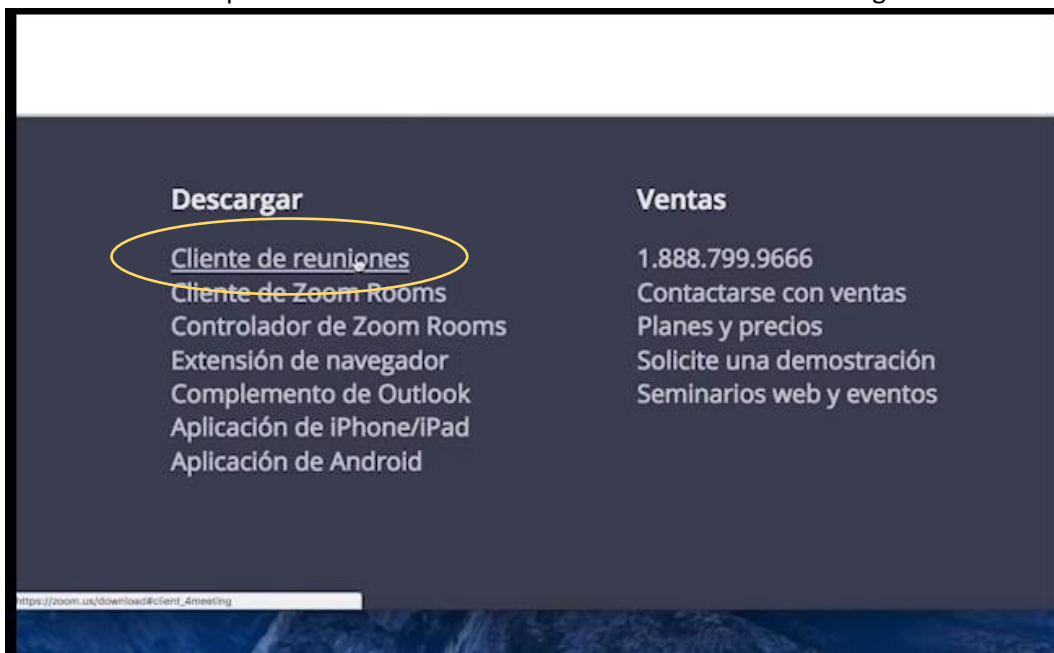 Descargar
Cliente de reuniones
Cliente de Zoom Rooms
Controlador de Zoom Rooms
Extensión de navegador
Complemento de Outlook
Aplicación de iPhone/iPad
Aplicación de Android
Ventas
1.888.799.9666
Contactarse con ventas
Planes y precios
Solicite una demostración
Seminarios web y eventos
https://zoom.us/download#client_4meeting